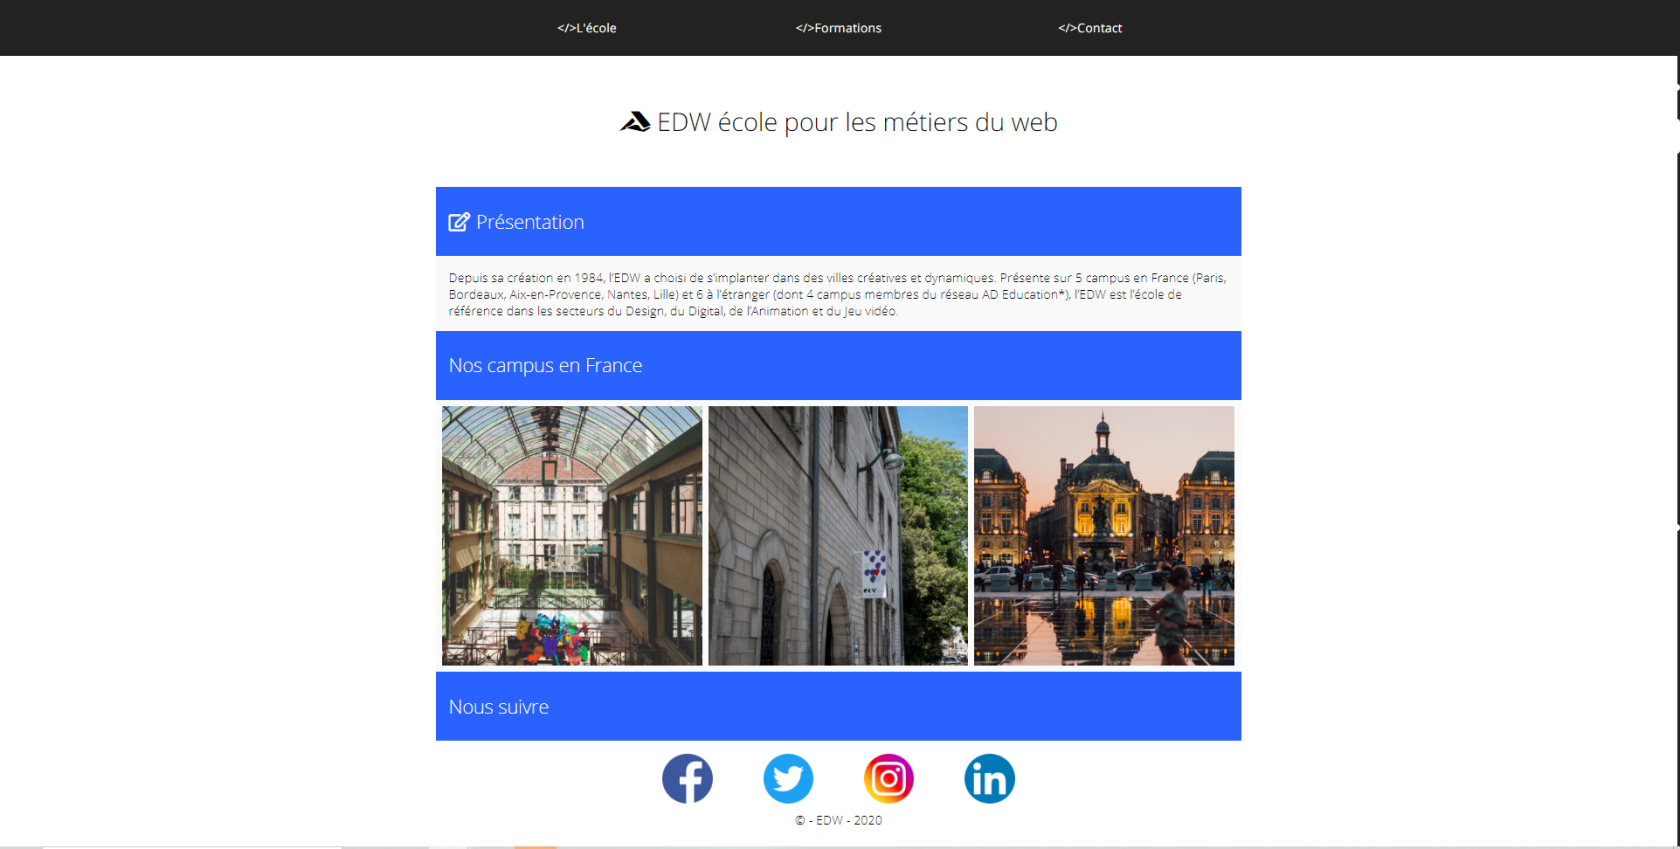 </>L'école
</>Formations
</>Contact
EDW école pour les métiers du web
Présentation
Depuis sa création en 1984, l’EDW a choisi de s’implanter dans des villes créatives et dynamiques. Présente sur 5 campus en France (Paris,
Bordeaux, Aix-en-Provence, Nantes, Lille) et 6 à l’étranger (dont 4 campus membres du réseau AD Education*), l’EDW est l’école de
référence dans les secteurs du Design, du Digital, de l’Animation et du Jeu vidéo.
Nos campus en France
Nous suivre
© - EDW - 2020